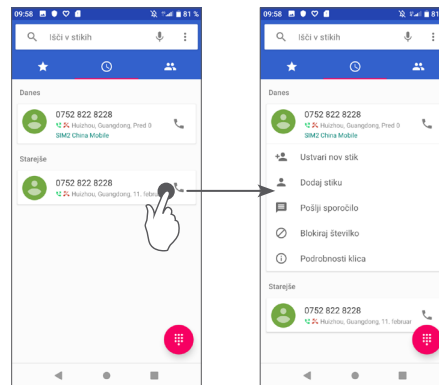 09:58
81 %
Išči v stikih
Danes
0752 822 8228
Huizhou, Guangdong, Pred 0
SIM2 China Mobile
Starejše
0752 822 8228
Huizhou, Guangdong, 11. februa
09:58
81
Išči v stikih
Danes
0752 822 8228
Huizhou, Guangdong, Pred 0
SIM2 China Mobile
Ustvari nov stik
Dodaj stiku
Pošlji sporočilo
Blokiraj številko
Podrobnosti klica
Starejše
0752 822 8228
Huizhou, Guangdong, 11. februar